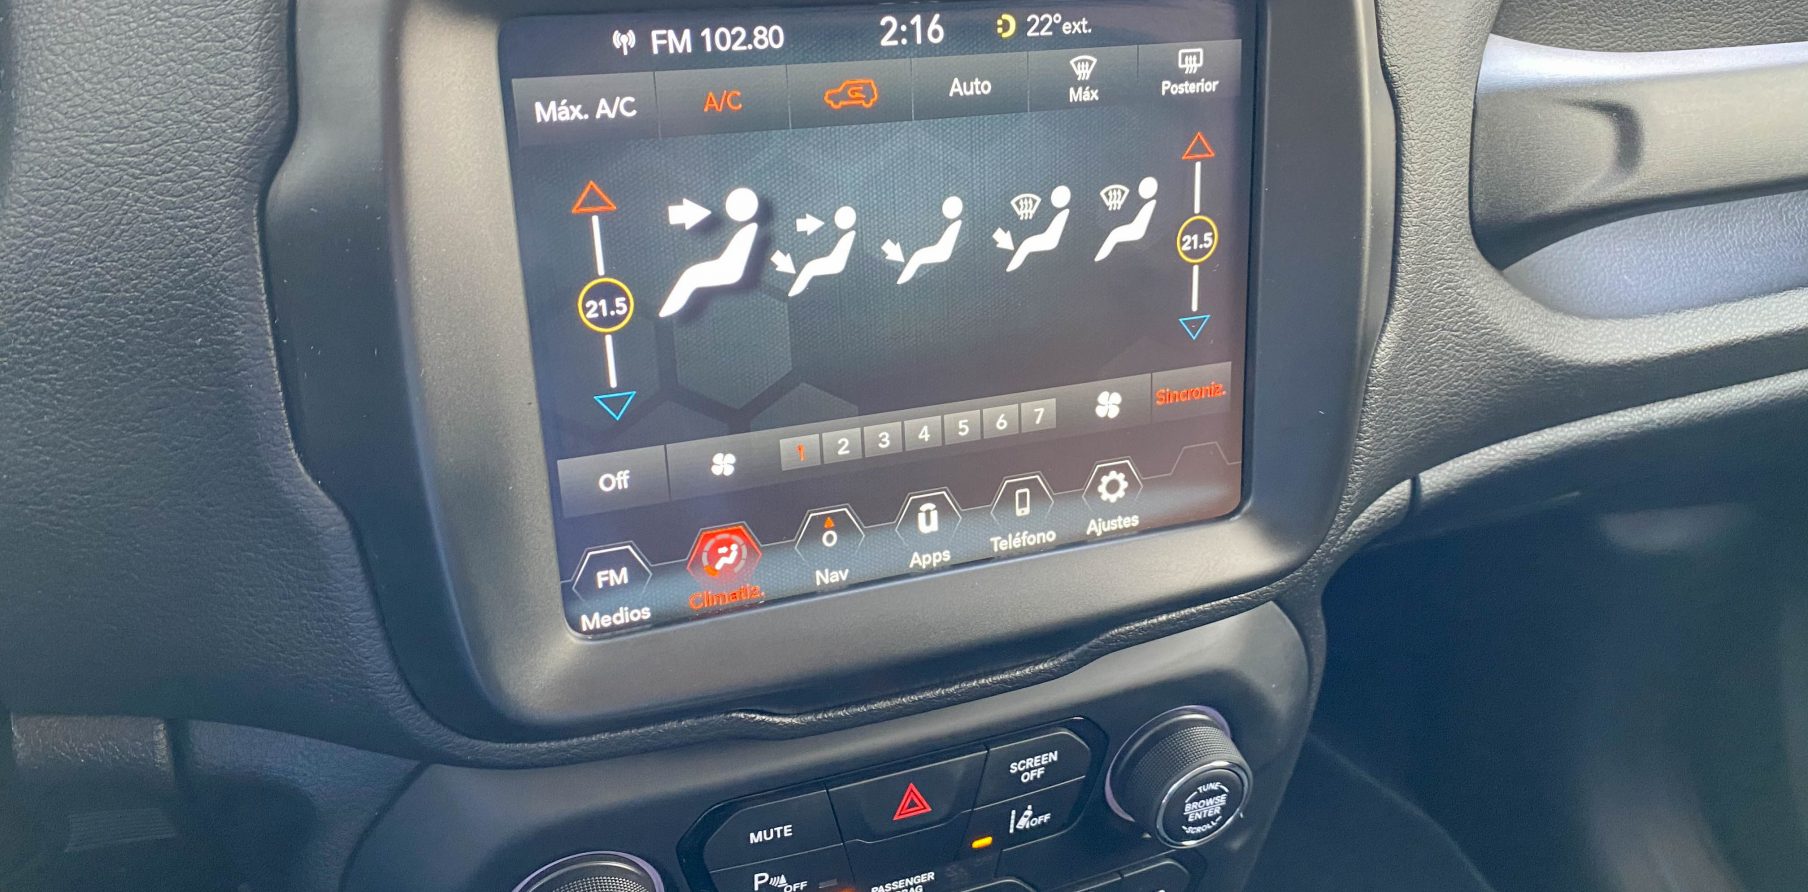 FM 102.80 2:16 22°ext.
Máx. A/C A/C Auto Máx Posterior
21.5 21.5
Off 1 2 3 4 5 6 7 Sincroniz.
FM
Medios Climatiz. Nav Apps Teléfono Ajustes
SCREEN
OFF
MUTE
OFF
TUNE
BROWSE
ENTER
SCROLL
P OFF
PASSENGER